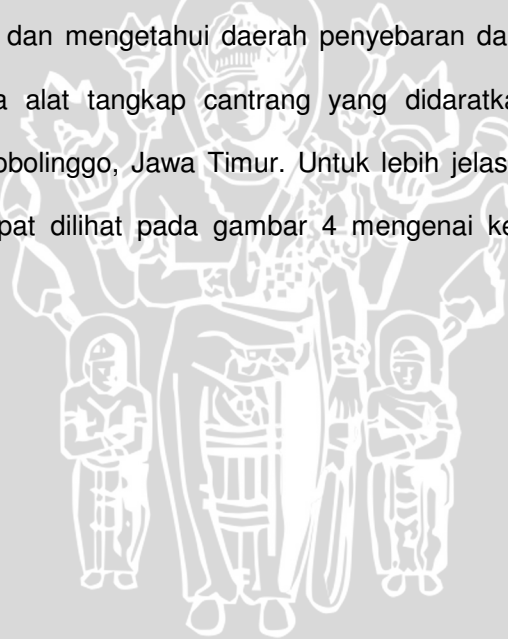 dan mengetahui daerah penyebaran da
alat tangkap cantrang yang didaratka
obolinggo, Jawa Timur. Untuk lebih jelas
pat dilihat pada gambar 4 mengenai ke